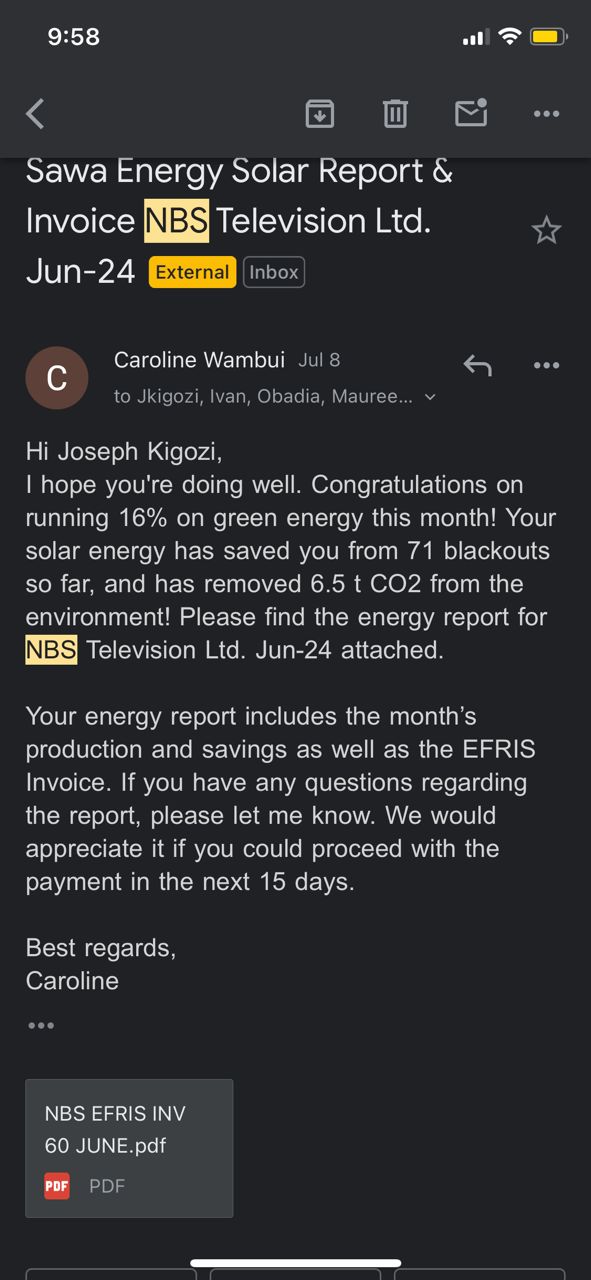 9:58
Sawa Energy Solar Report &
Invoice NBS Television Ltd.
Jun-24 External Inbox
C
Caroline Wambui Jul 8
to Jkigozi, Ivan, Obadia, Mauree...
Hi Joseph Kigozi,
I hope you're doing well. Congratulations on
running 16% on green energy this month! Your
solar energy has saved you from 71 blackouts
so far, and has removed 6.5 t CO2 from the
environment! Please find the energy report for
NBS Television Ltd. Jun-24 attached.
Your energy report includes the month’s
production and savings as well as the EFRIS
Invoice. If you have any questions regarding
the report, please let me know. We would
appreciate it if you could proceed with the
payment in the next 15 days.
Best regards,
Caroline
NBS EFRIS INV
60 JUNE.pdf
PDF PDF